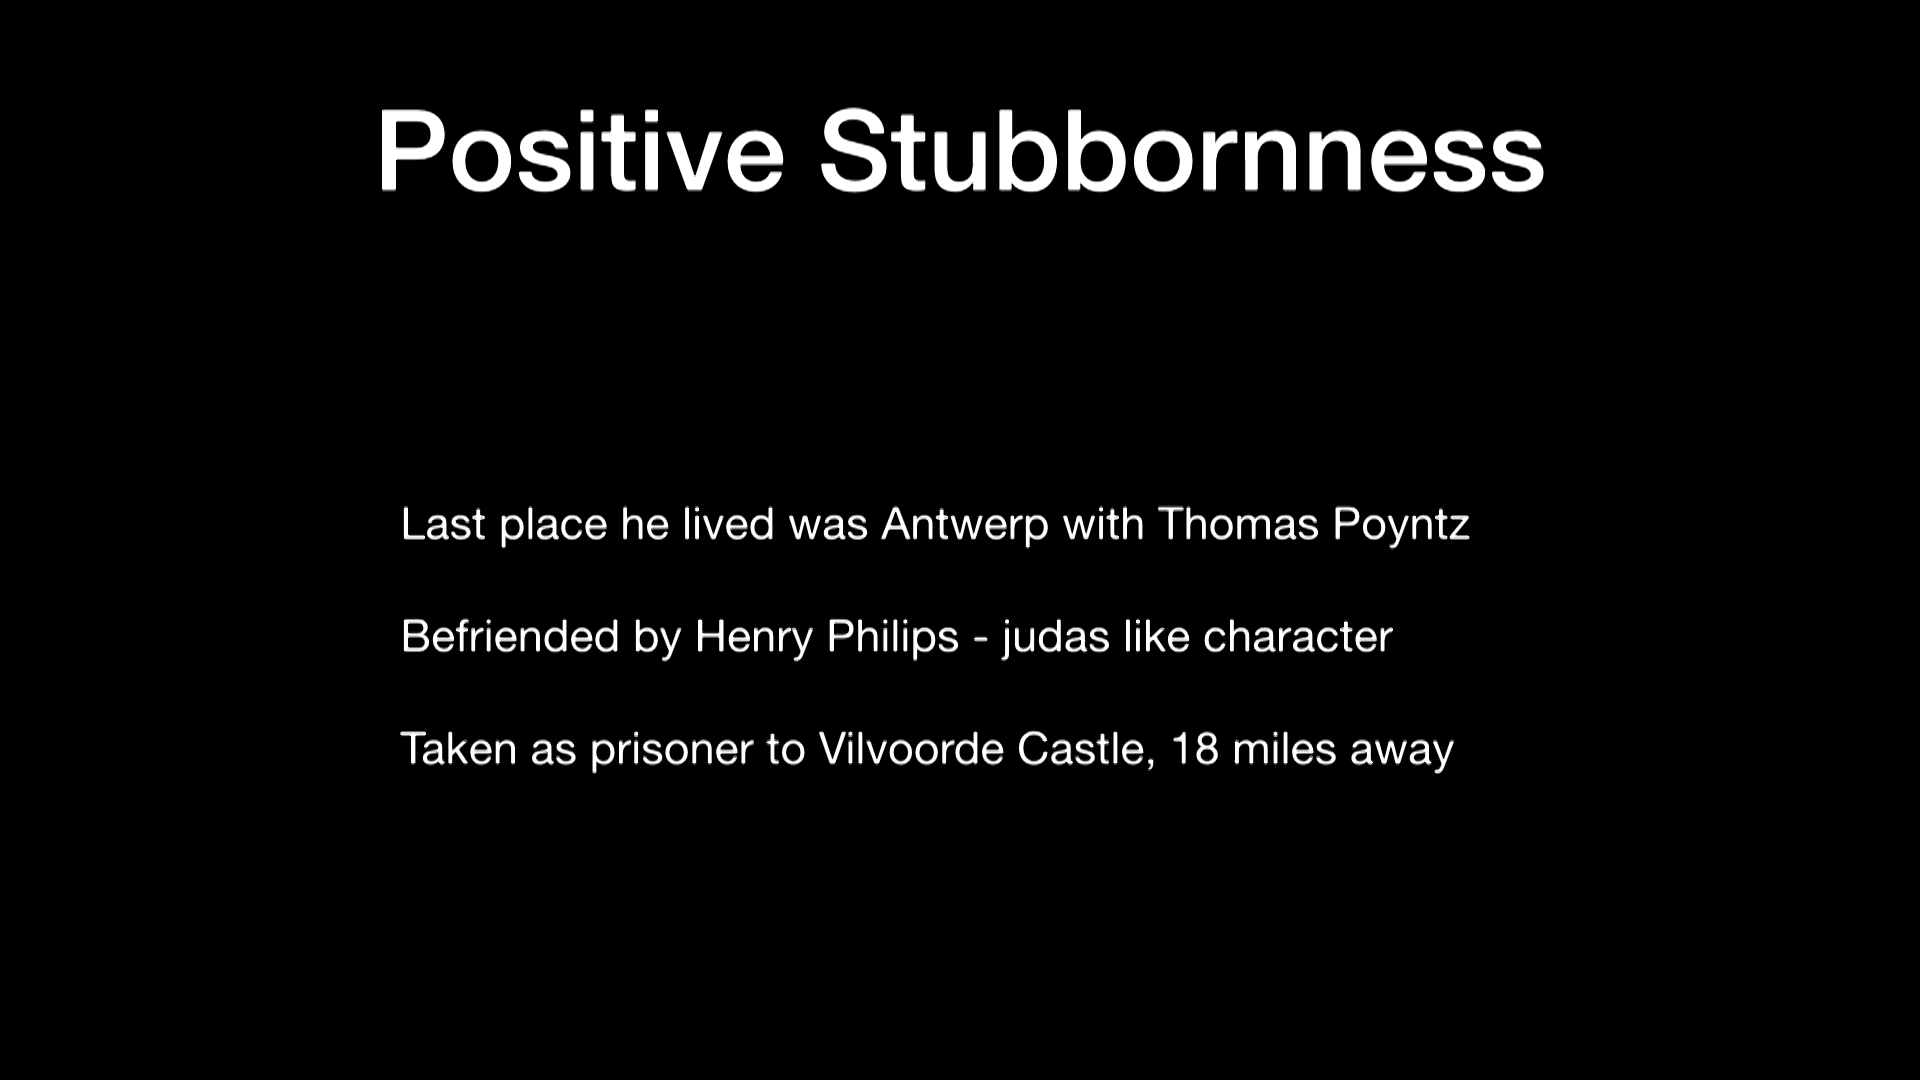 Positive Stubbornness
Last place he lived was Antwerp with Thomas Poyntz
Befriended by Henry Philips - judas like character
Taken as prisoner to Vilvoorde Castle, 18 miles away